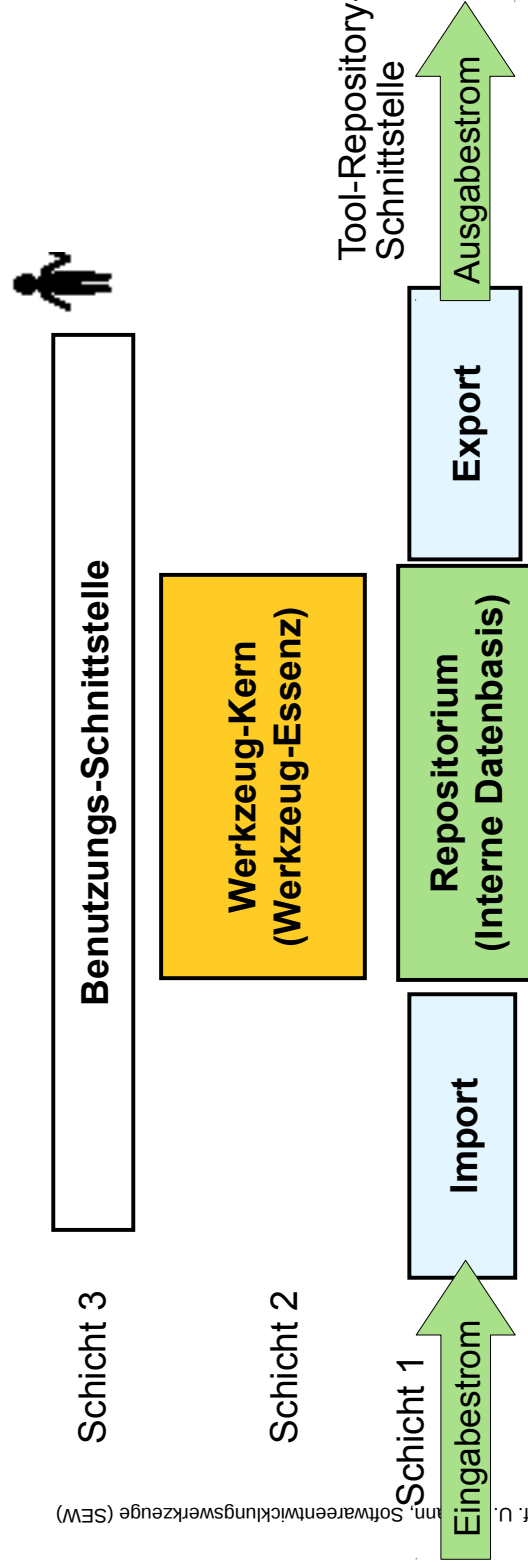 Schicht 3
Benutzungs-Schnittstelle
Schicht 2
Werkzeug-Kern
(Werkzeug-Essenz)
Tool-Repository-
Schnittstelle
Schicht 1
Eingabestrom
Import
Repositorium
(Interne Datenbasis)
Export
Ausgabestrom
U. Softwareentwicklungswerkzeuge (SEW)